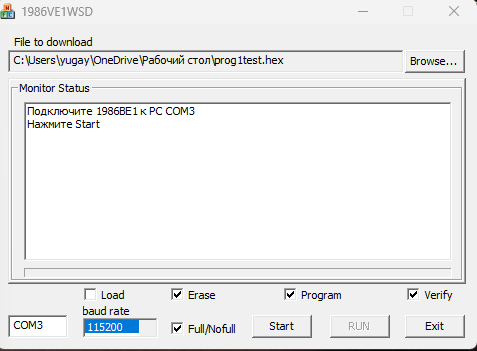 1986VE1WSD
File to download
C:\Users\yugay\OneDrive\Рабочий стол\prog1test.hex
Browse...
Monitor Status
Подключите 1986ВЕ1 к PC COM3
Нажмите Start
Load
Erase
Program
Verify
baud rate
COM3
115200
Full/Nofull
Start
RUN
Exit